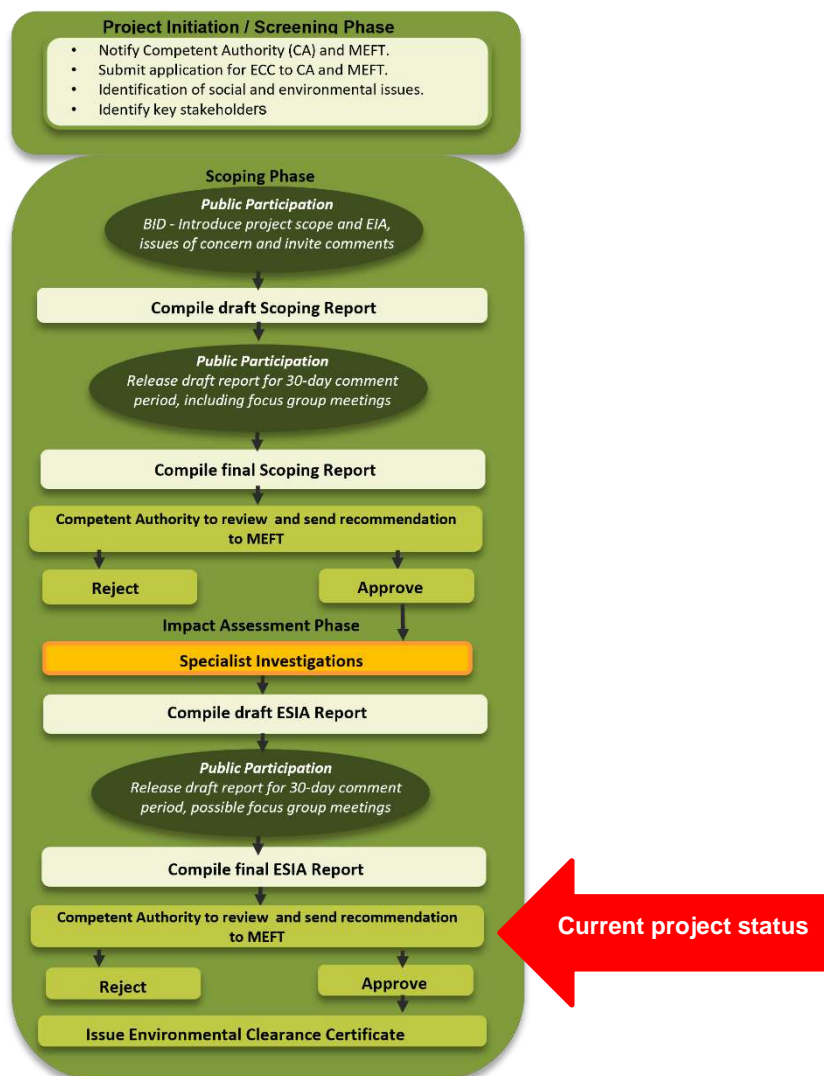 Project Initiation / Screening Phase
• Notify Competent Authority (CA) and MEFT.
• Submit application for ECC to CA and MEFT.
• Identification of social and environmental issues.
• Identify key stakeholders
Scoping Phase
Public Participation
BID - Introduce project scope and EIA,
issues of concern and invite comments
Compile draft Scoping Report
Public Participation
Release draft report for 30-day comment
period, including focus group meetings
Compile final Scoping Report
Competent Authority to review and send recommendation
to MEFT
Reject
Approve
Impact Assessment Phase
Specialist Investigations
Compile draft ESIA Report
Public Participation
Release draft report for 30-day comment
period, possible focus group meetings
Compile final ESIA Report
Competent Authority to review and send recommendation
to MEFT
Current project status
Reject
Approve
Issue Environmental Clearance Certificate